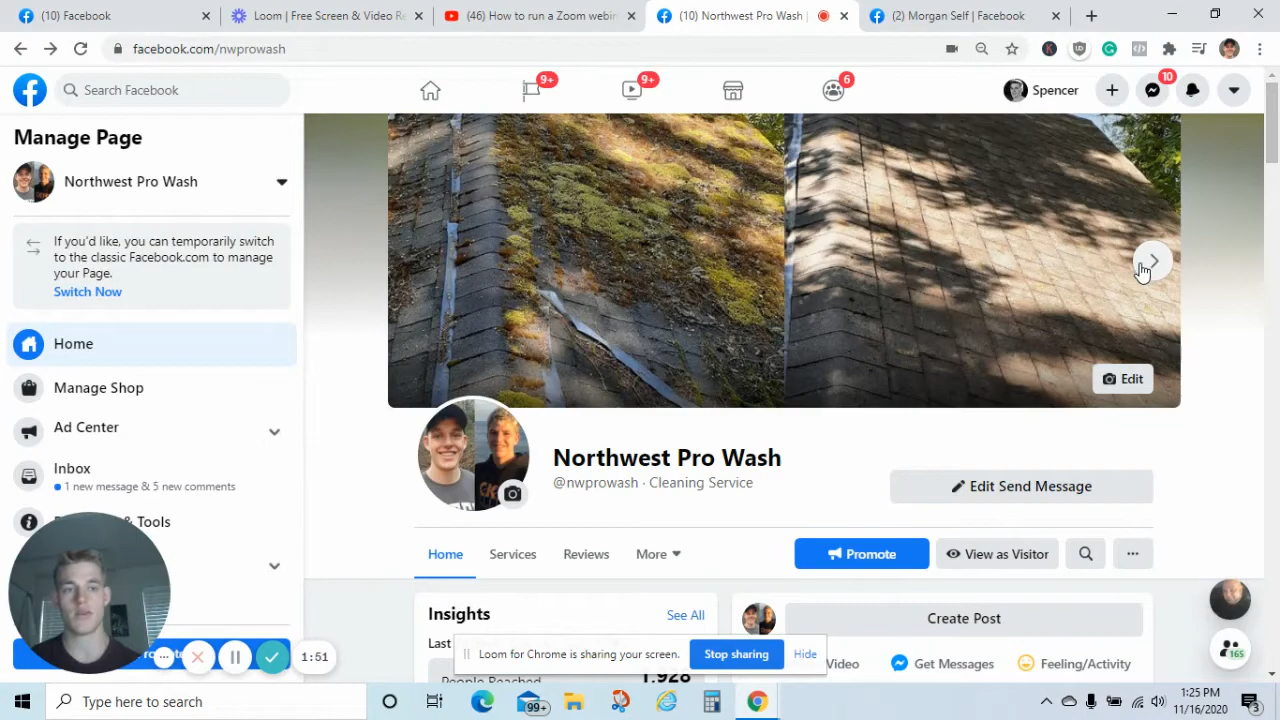 (10) Facebook
Loom | Free Screen & Video Re
(46) How to run a Zoom webin
(10) Northwest Pro Wash |
(2) Morgan Self | Facebook
facebook.com/nwprowash
Search Facebook
9+
9+
6
Spencer
10
Manage Page
Northwest Pro Wash
If you'd like, you can temporarily switch
to the classic Facebook.com to manage
your Page.
Switch Now
Home
Manage Shop
Ad Center
Inbox
1 new message & 5 new comments
& Tools
Edit
Northwest Pro Wash
@nwprowash · Cleaning Service
Edit Send Message
Home
Services
Reviews
More
Promote
View as Visitor
Insights
See All
Last
People Reached
1,928
Create Post
Video
Get Messages
Feeling/Activity
165
1:51
Loom for Chrome is sharing your screen.
Stop sharing
Hide
Type here to search
99+
1:25 PM
11/16/2020
3